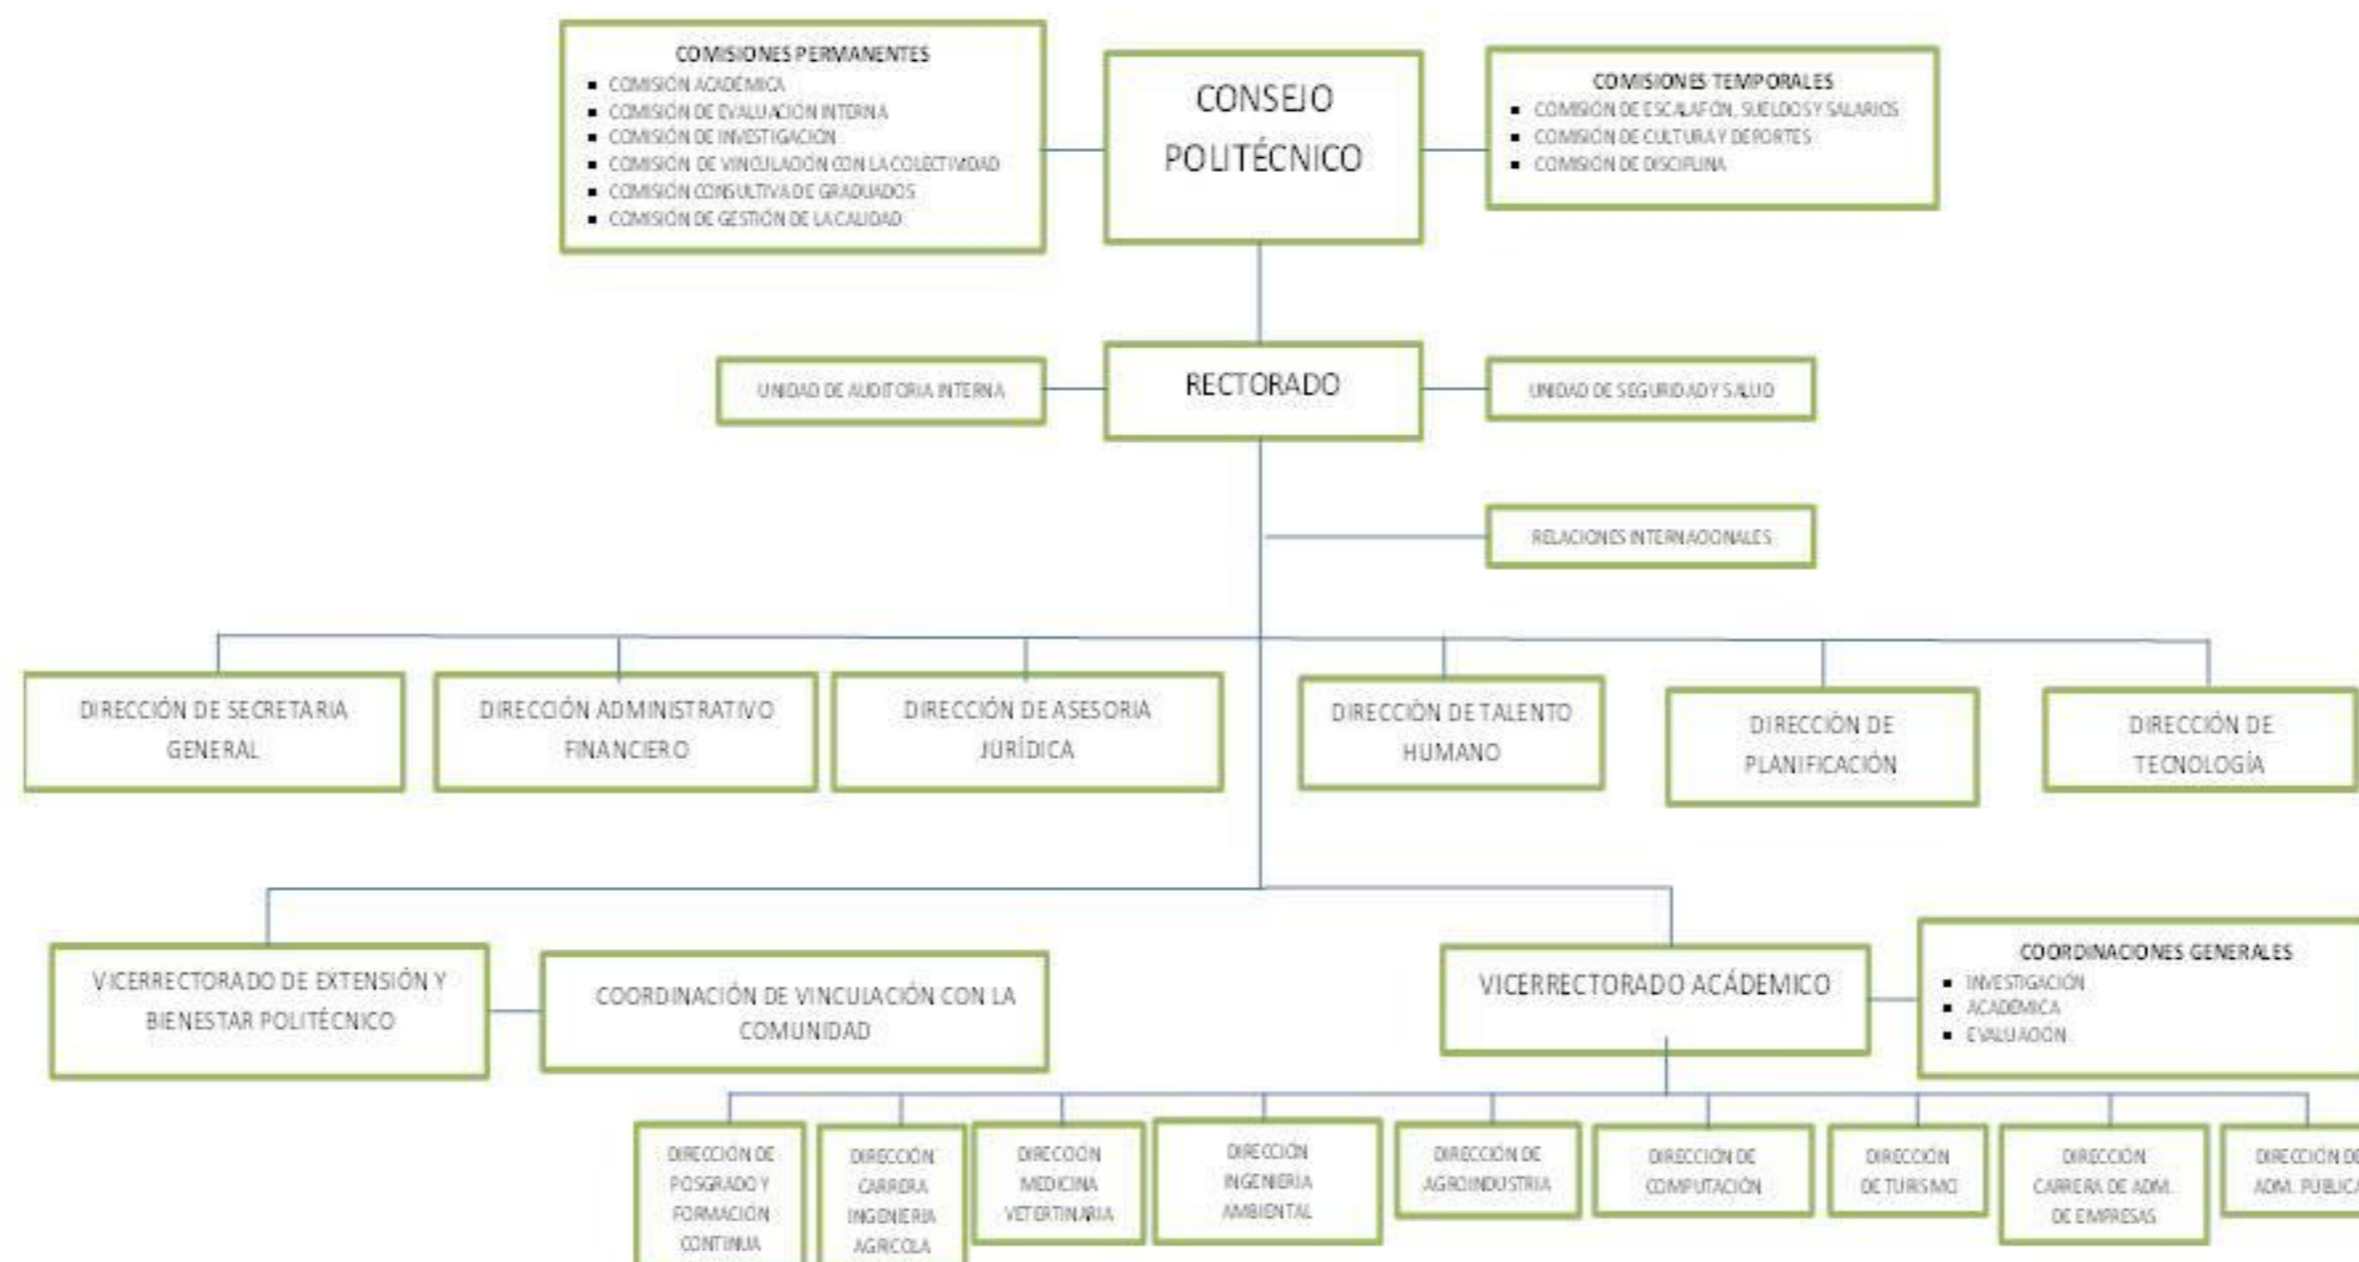 COMISIONES PERMANENTES
▪ COMISIÓN ACADÉMICA
▪ COMISIÓN DE EVALUACIÓN INTERNA
▪ COMISIÓN DE INVESTIGACIÓN
▪ COMISIÓN DE VINCULACIÓN CON LA COLECTIVIDAD
▪ COMISIÓN CONSULTIVA DE GRADUADOS
▪ COMISIÓN DE GESTIÓN DE LA CALIDAD
CONSEJO
POLITÉCNICO
COMISIONES TEMPORALES
▪ COMISIÓN DE ESCALAFÓN, SUELDOS Y SALARIOS
▪ COMISIÓN DE CULTURA Y DEPORTES
▪ COMISIÓN DE DISCIPLINA
UNIDAD DE AUDITORIA INTERNA
RECTORADO
UNIDAD DE SEGURIDAD Y SALUD
RELACIONES INTERNACIONALES
DIRECCIÓN DE SECRETARIA
GENERAL
DIRECCIÓN ADMINISTRATIVO
FINANCIERO
DIRECCIÓN DE ASESORIA
JURÍDICA
DIRECCIÓN DE TALENTO
HUMANO
DIRECCIÓN DE
PLANIFICACIÓN
DIRECCIÓN DE
TECNOLOGÍA
VICERRECTORADO DE EXTENSIÓN Y
BIENESTAR POLITÉCNICO
COORDINACIÓN DE VINCULACIÓN CON LA
COMUNIDAD
VICERRECTORADO ACÁDEMICO
COORDINACIONES GENERALES
▪ INVESTIGACIÓN
▪ ACADÉMICA
▪ EVALUACIÓN
DIRECCIÓN DE
POSGRADO Y
FORMACIÓN
CONTINUA
DIRECCIÓN
CARRERA
INGENIERIA
AGRICOLA
DIRECCIÓN
MEDICINA
VETERTINARIA
DIRECCIÓN
INGENIERIA
AMBIENTAL
DIRECCIÓN DE
AGROINDUSTRIA
DIRECCIÓN DE
COMPUTACIÓN
DIRECCIÓN
DE TURISMO
DIRECCIÓN
CARRERA DE ADM.
DE EMPRESAS
DIRECCIÓN DE
ADM. PÚBLICA